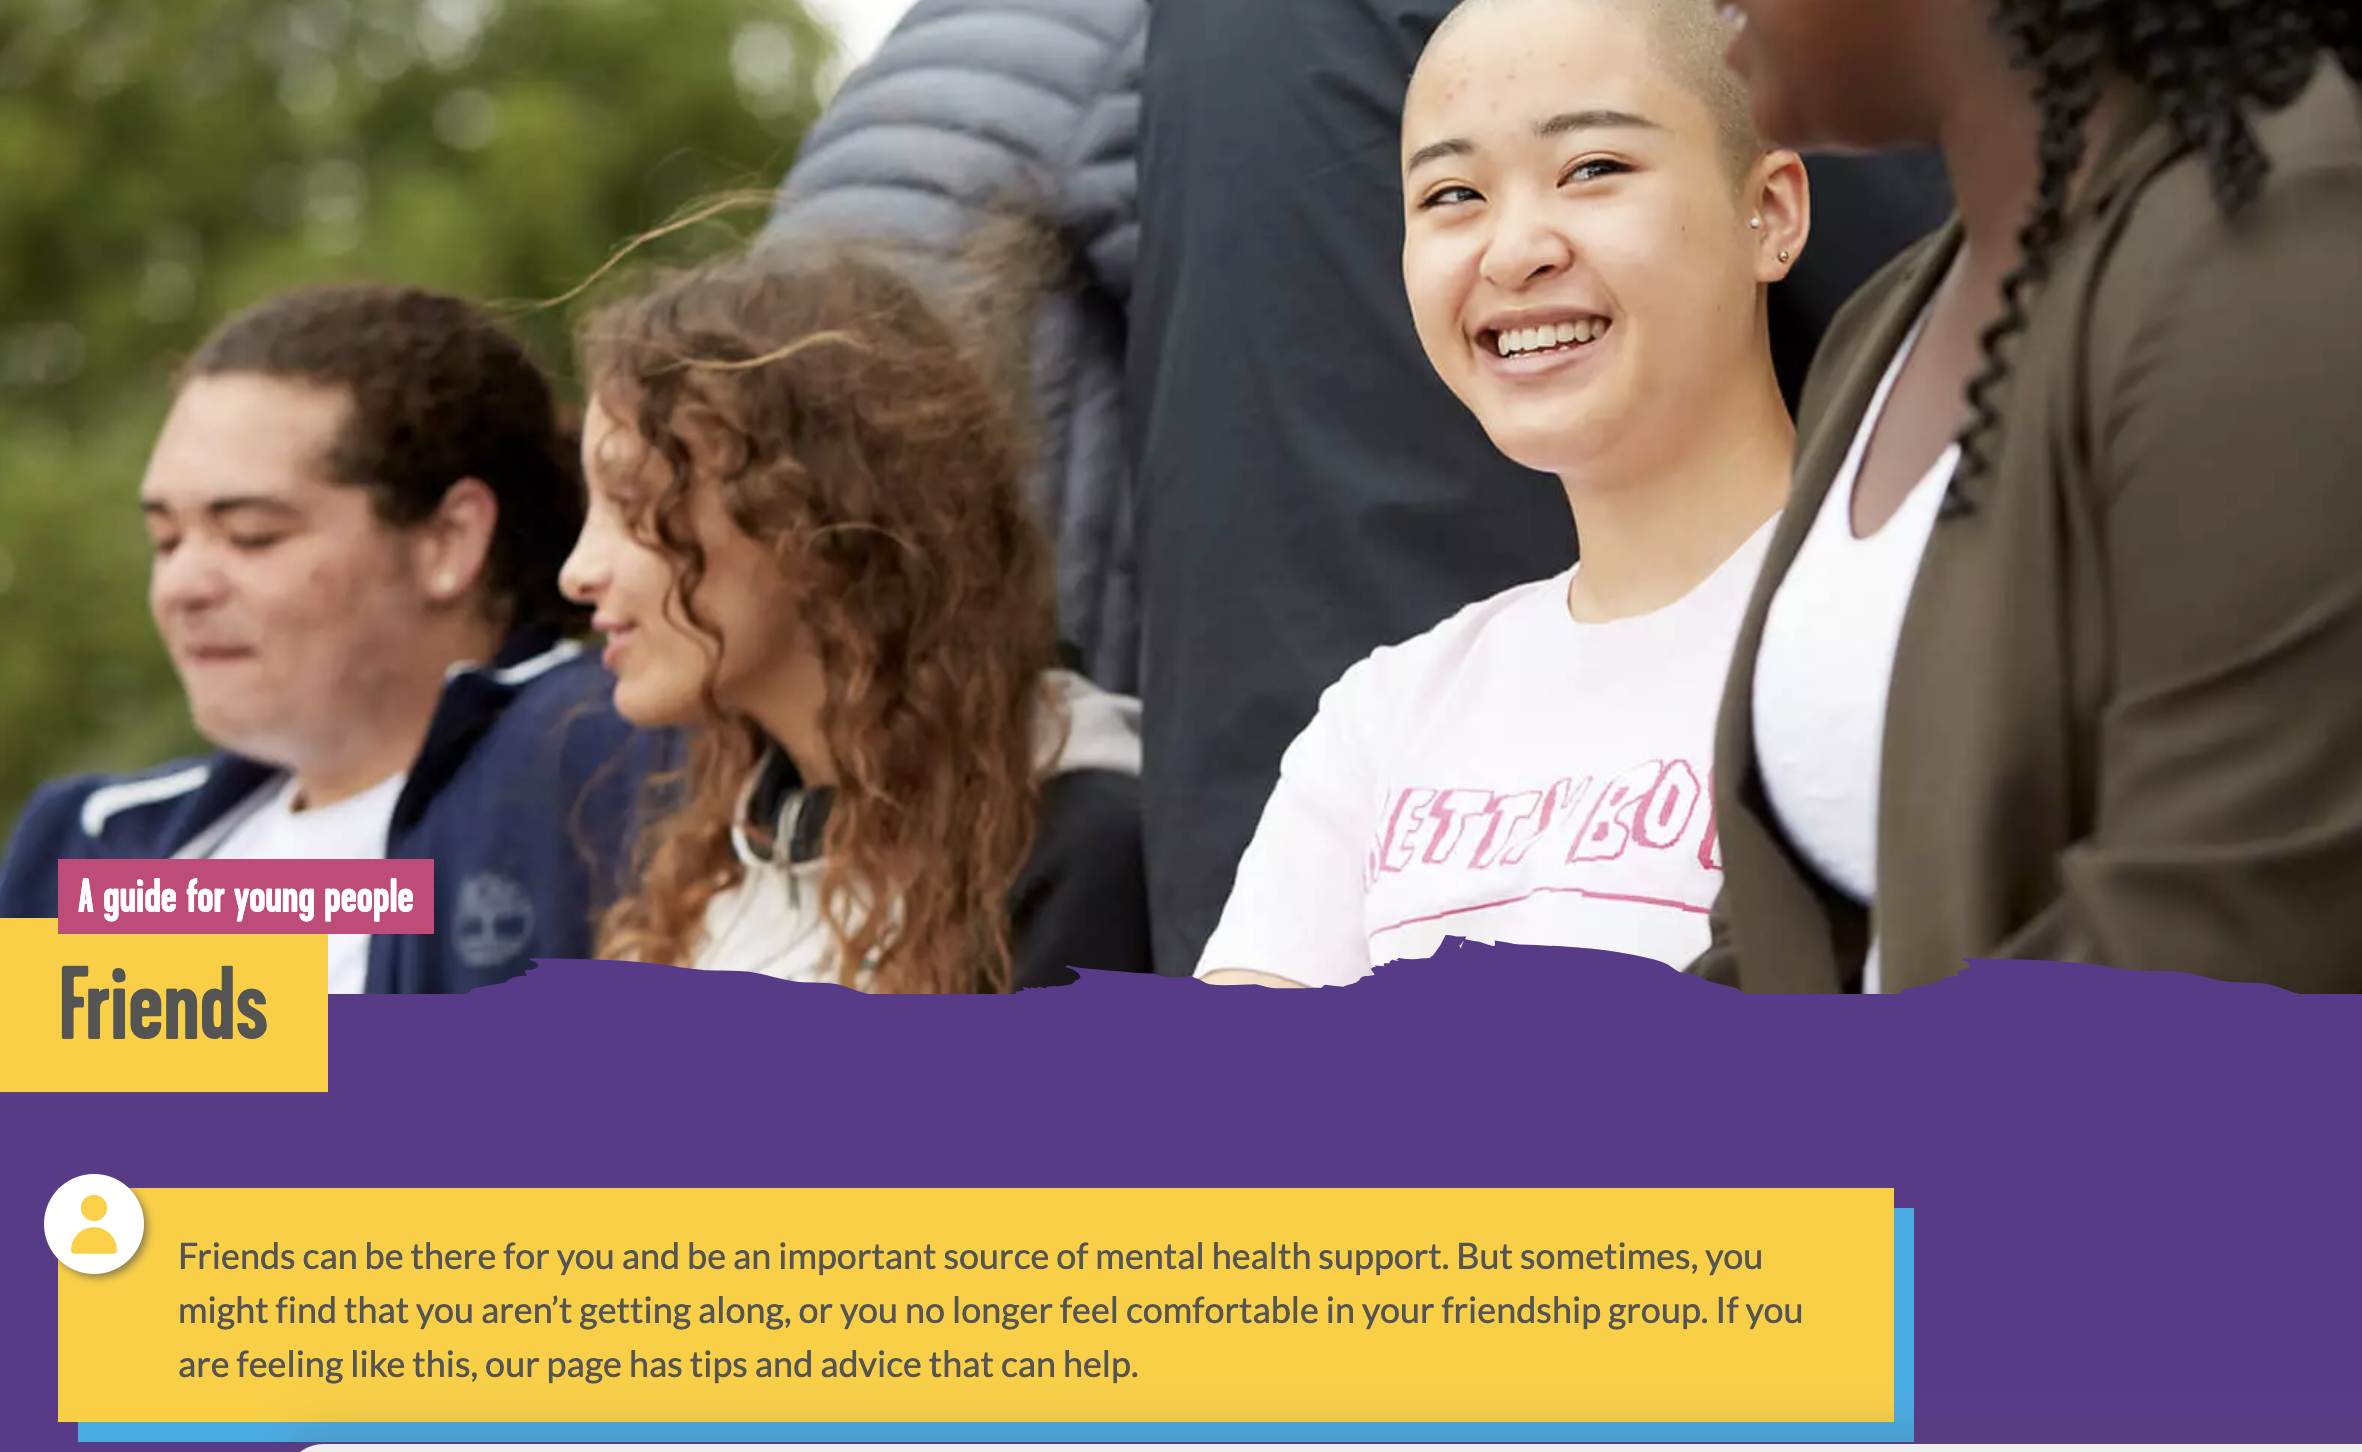 ETTY BOY
A guide for young people
Friends
Friends can be there for you and be an important source of mental health support. But sometimes, you
might find that you aren’t getting along, or you no longer feel comfortable in your friendship group. If you
are feeling like this, our page has tips and advice that can help.